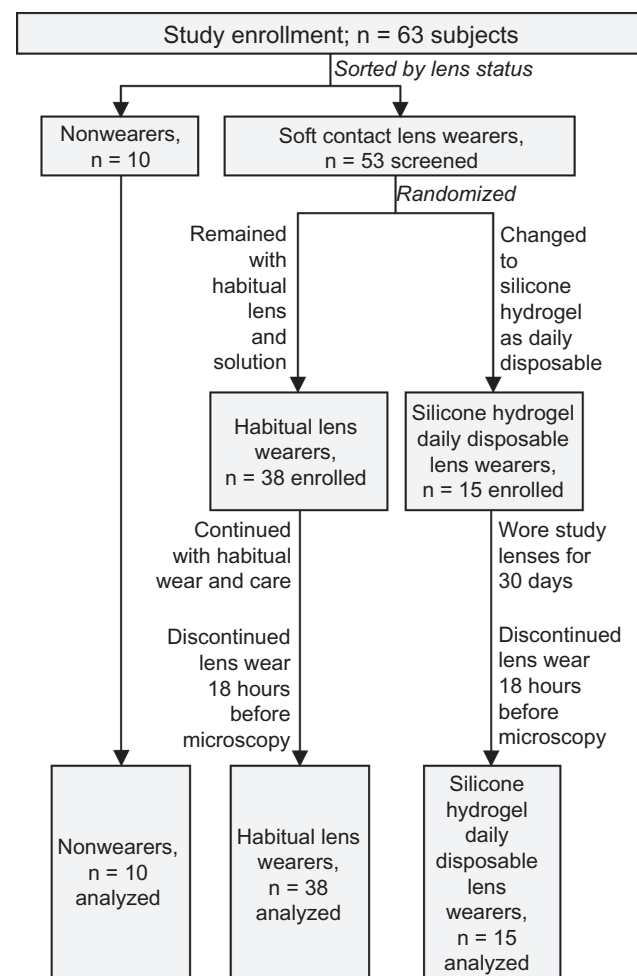 Study enrollment; n = 63 subjects
Sorted by lens status
Nonwearers,
n = 10
Soft contact lens wearers,
n = 53 screened
Randomized
Remained
with
habitual
lens
and
solution
Changed
to
silicone
hydrogel
as daily
disposable
Habitual lens
wearers,
n = 38 enrolled
Silicone hydrogel
daily disposable
lens wearers,
n = 15 enrolled
Continued
with habitual
wear and care
Wore study
lenses for
30 days
Discontinued
lens wear
18 hours
before
microscopy
Discontinued
lens wear
18 hours
before
microscopy
Nonwearers,
n = 10
analyzed
Habitual lens
wearers,
n = 38
analyzed
Silicone
hydrogel
daily
disposable
lens
wearers,
n = 15
analyzed